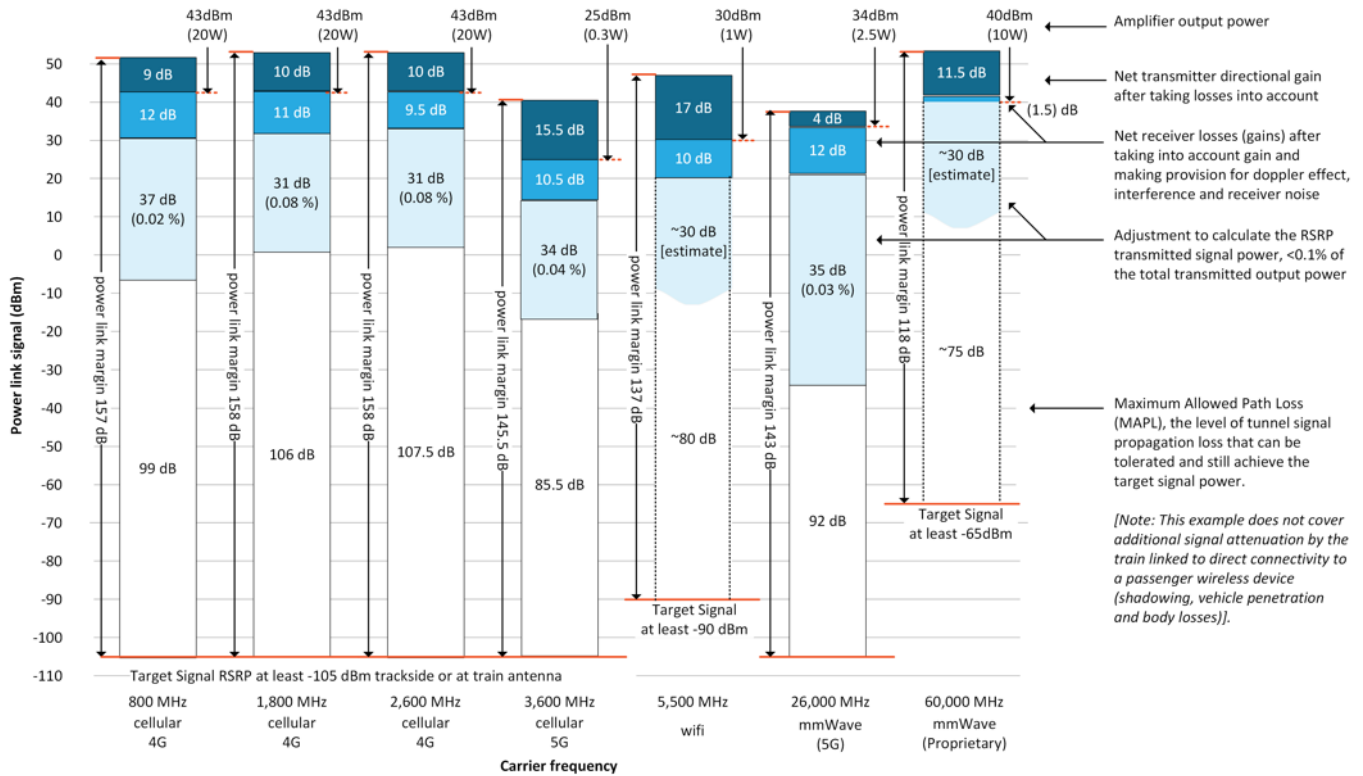 43dBm
(20W)
43dBm
(20W)
43dBm
(20W)
25dBm
(0.3W)
30dBm
(1W)
34dBm
(2.5W)
40dBm
(10W)
Amplifier output power
Net transmitter directional gain
after taking losses into account
Net receiver losses (gains) after
taking into account gain and
making provision for doppler effect,
interference and receiver noise
Adjustment to calculate the RSRP
transmitted signal power, <0.1% of
the total transmitted output power
Maximum Allowed Path Loss
(MAPL), the level of tunnel signal
propagation loss that can be
tolerated and still achieve the
target signal power.
[Note: This example does not cover
additional signal attenuation by the
train linked to direct connectivity to
a passenger wireless device
(shadowing, vehicle penetration
and body losses)].
Power link signal (dBm)
50
40
30
20
10
0
-10
-20
-30
-40
-50
-60
-70
-80
-90
-100
-110
power link margin 157 dB
9 dB
12 dB
37 dB
(0.02 %)
99 dB
power link margin 158 dB
10 dB
11 dB
31 dB
(0.08 %)
106 dB
power link margin 158 dB
10 dB
9.5 dB
31 dB
(0.08 %)
107.5 dB
power link margin 145.5 dB
15.5 dB
10.5 dB
34 dB
(0.04 %)
85.5 dB
power link margin 137 dB
17 dB
10 dB
~30 dB
[estimate]
~80 dB
Target Signal
at least -90 dBm
power link margin 143 dB
4 dB
12 dB
35 dB
(0.03 %)
92 dB
power link margin 118 dB
11.5 dB
(1.5) dB
~30 dB
[estimate]
~75 dB
Target Signal
at least -65dBm
Target Signal RSRP at least -105 dBm trackside or at train antenna
800 MHz
cellular
4G
1,800 MHz
cellular
4G
2,600 MHz
cellular
4G
3,600 MHz
cellular
5G
5,500 MHz
wifi
26,000 MHz
mmWave
(5G)
60,000 MHz
mmWave
(Proprietary)
Carrier frequency